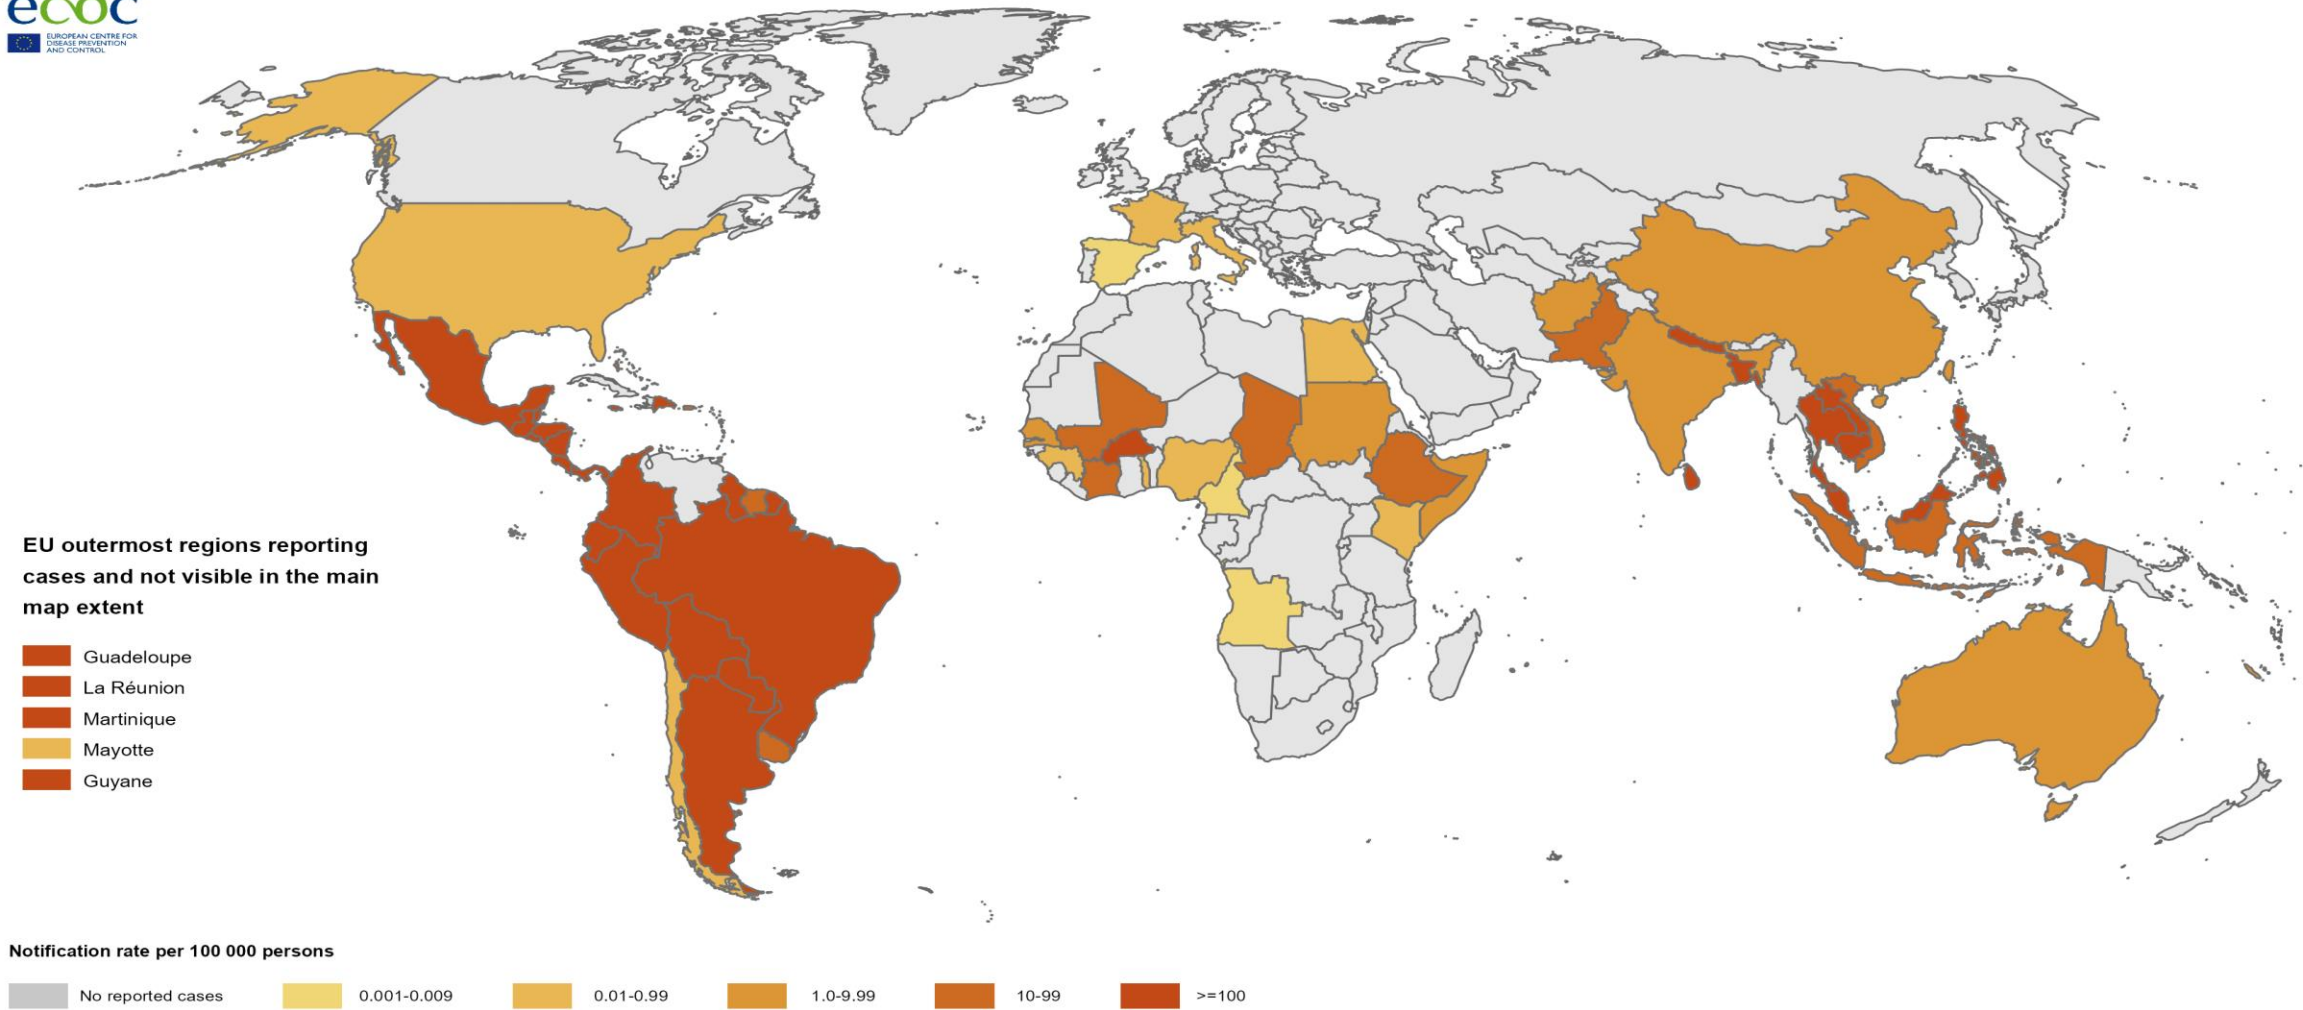 ecdc
EUROPEAN CENTRE FOR
DISEASE PREVENTION
AND CONTROL
EU outermost regions reporting
cases and not visible in the main
map extent
Guadeloupe
La Réunion
Martinique
Mayotte
Guyane
Notification rate per 100 000 persons
No reported cases 0.001-0.009 0.01-0.99 1.0-9.99 10-99 >=100